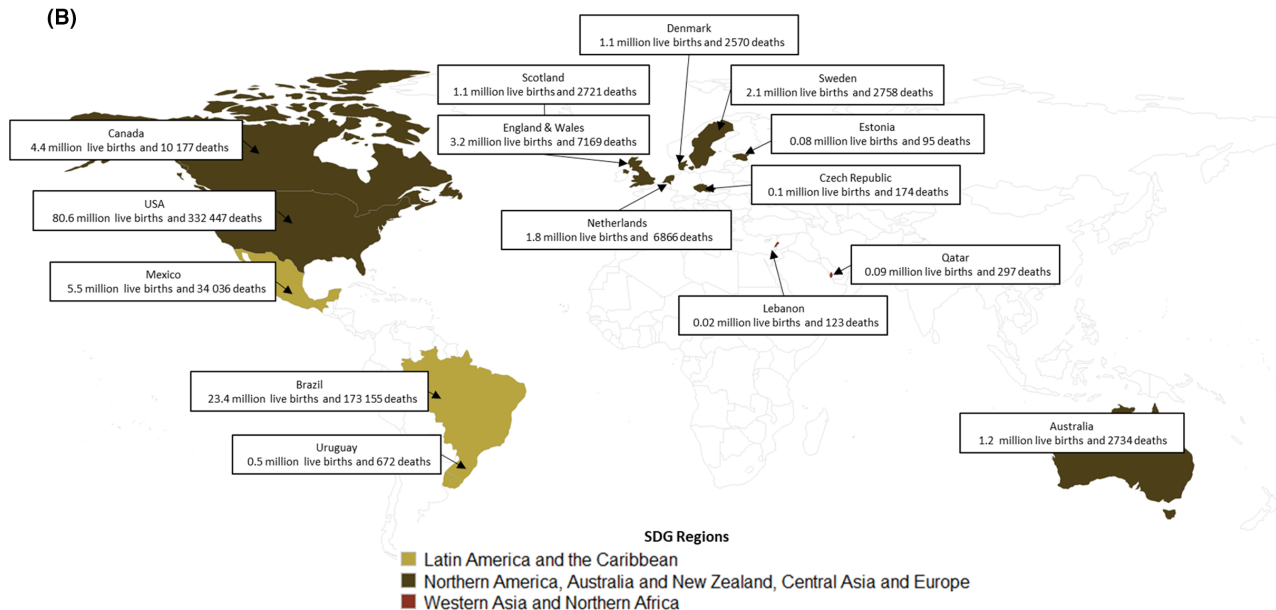 (B)
Denmark
1.1 million live births and 2570 deaths
Scotland
1.1 million live births and 2721 deaths
Sweden
2.1 million live births and 2758 deaths
Canada
4.4 million live births and 10 177 deaths
England & Wales
3.2 million live births and 7169 deaths
Estonia
0.08 million live births and 95 deaths
Czech Republic
0.1 million live births and 174 deaths
USA
80.6 million live births and 332 447 deaths
Netherlands
1.8 million live births and 6866 deaths
Mexico
5.5 million live births and 34 036 deaths
Qatar
0.09 million live births and 297 deaths
Lebanon
0.02 million live births and 123 deaths
Brazil
23.4 million live births and 173 155 deaths
Uruguay
0.5 million live births and 672 deaths
Australia
1.2 million live births and 2734 deaths
SDG Regions
Latin America and the Caribbean
Northern America, Australia and New Zealand, Central Asia and Europe
Western Asia and Northern Africa